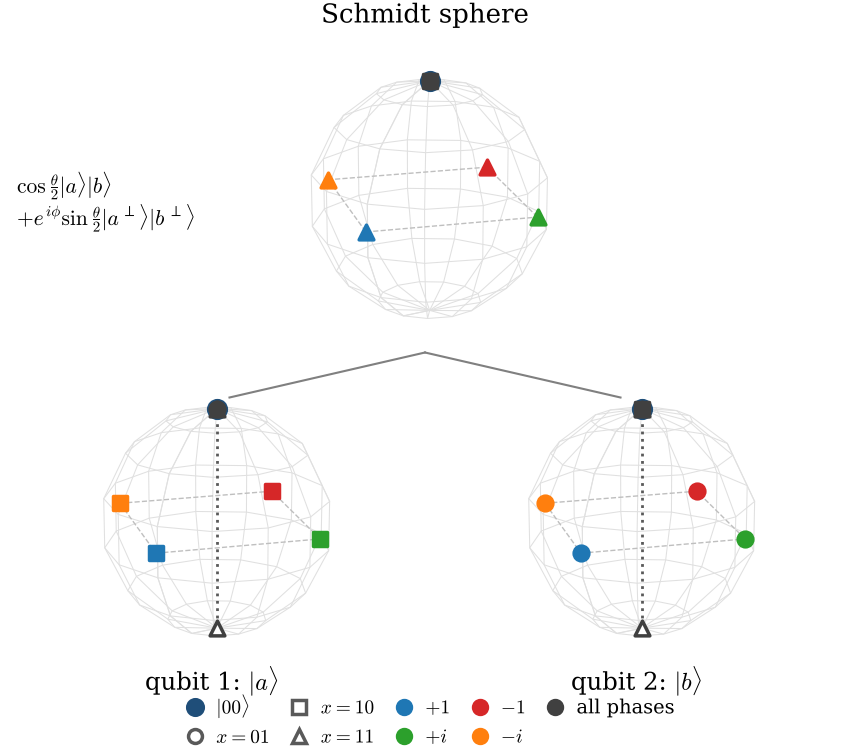 Schmidt sphere
cos θ/2|a⟩|b⟩
+e^{iϕ}sin θ/2|a^⊥⟩|b^⊥⟩
qubit 1: |a⟩
qubit 2: |b⟩
|00⟩ x = 10 +1 −1 all phases
x = 01 x = 11 +i −i